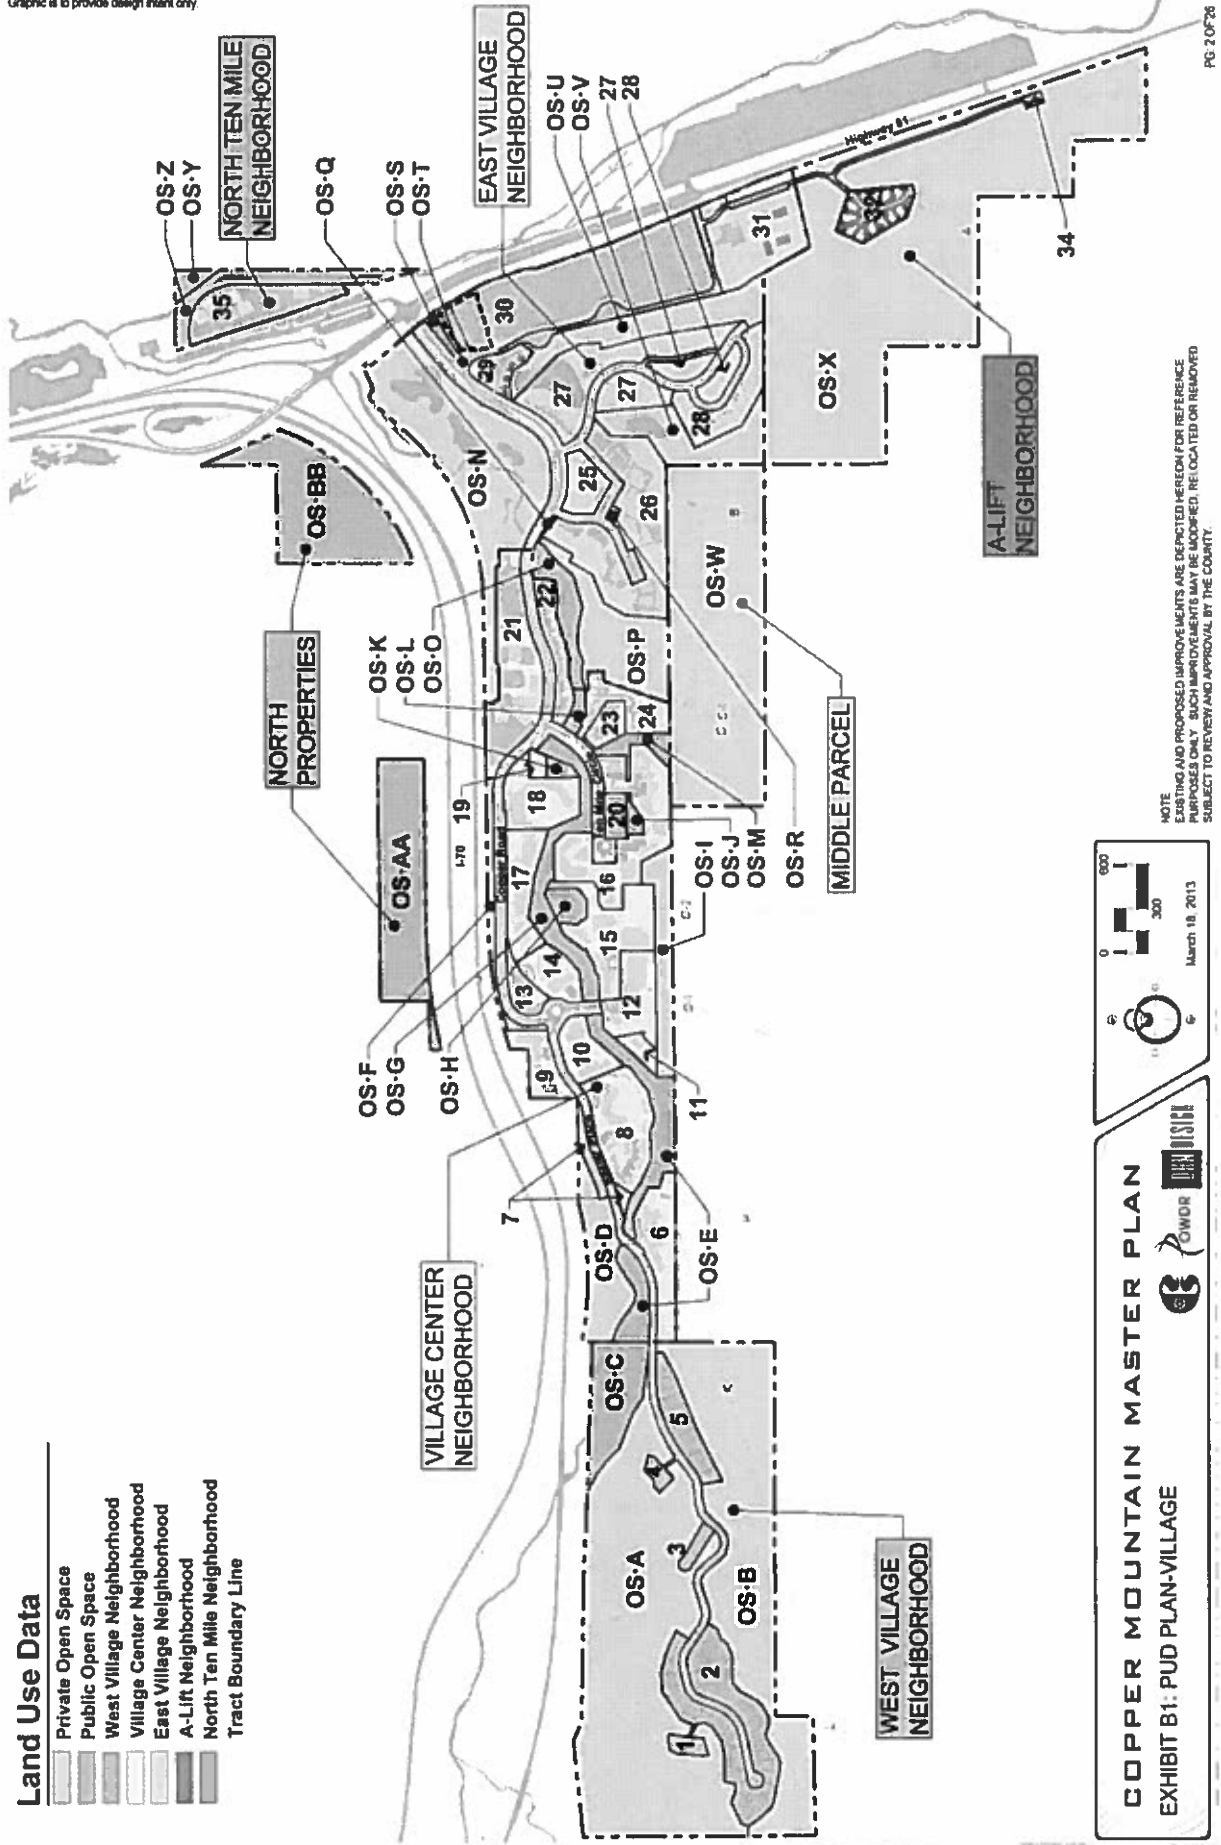 Graphic is to provide design intent only.
Land Use Data
Private Open Space
Public Open Space
West Village Neighborhood
Village Center Neighborhood
East Village Neighborhood
A-Lift Neighborhood
North Ten Mile Neighborhood
Tract Boundary Line
NORTH TEN MILE
NEIGHBORHOOD
OS-Z
OS-Y
35
OS-Q
OS-S
OS-T
EAST VILLAGE
NEIGHBORHOOD
OS-U
OS-V
27
28
Highway 91
NORTH
PROPERTIES
OS-BB
OS-AA
I-70
Copper Road
OS-N
OS-K
OS-L
OS-O
OS-F
OS-G
OS-H
VILLAGE CENTER
NEIGHBORHOOD
1
2
3
4
5
6
7
8
9
10
11
12
13
14
15
16
17
18
19
20
21
22
23
24
25
26
27
27
28
29
30
31
32
34
OS-A
OS-B
OS-C
OS-D
OS-E
OS-I
OS-J
OS-M
OS-R
OS-P
OS-W
OS-X
WEST VILLAGE
NEIGHBORHOOD
MIDDLE PARCEL
A-LIFT
NEIGHBORHOOD
NOTE
EXISTING AND PROPOSED IMPROVEMENTS ARE DEPICTED HEREON FOR REFERENCE
PURPOSES ONLY. SUCH IMPROVEMENTS MAY BE MODIFIED, RELOCATED OR REMOVED
SUBJECT TO REVIEW AND APPROVAL BY THE COUNTY.
COPPER MOUNTAIN MASTER PLAN
EXHIBIT B1: PUD PLAN-VILLAGE
OWDR
DESIGN
0
300
600
March 18, 2013
PG: 2 OF 26